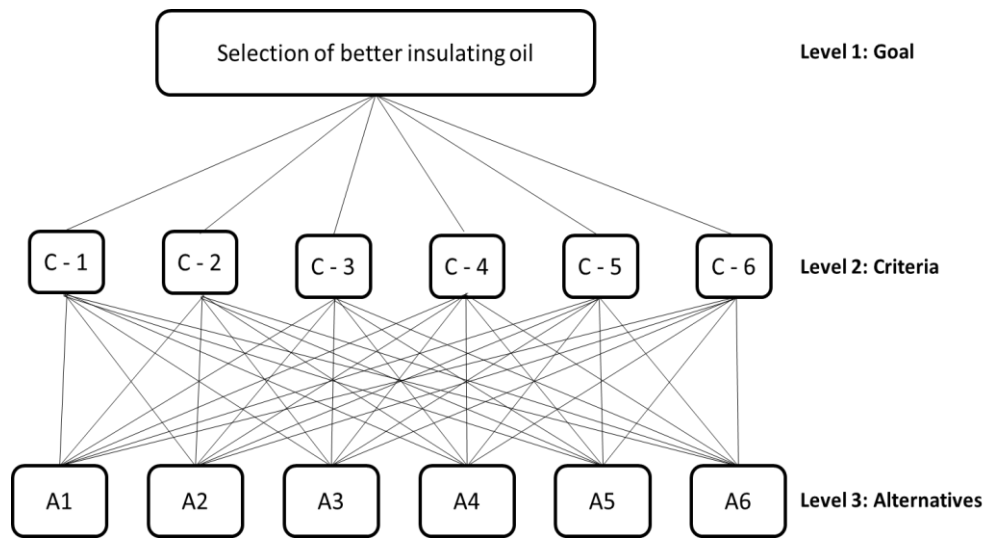 Selection of better insulating oil
Level 1: Goal
C - 1
C - 2
C - 3
C - 4
C - 5
C - 6
Level 2: Criteria
A1
A2
A3
A4
A5
A6
Level 3: Alternatives